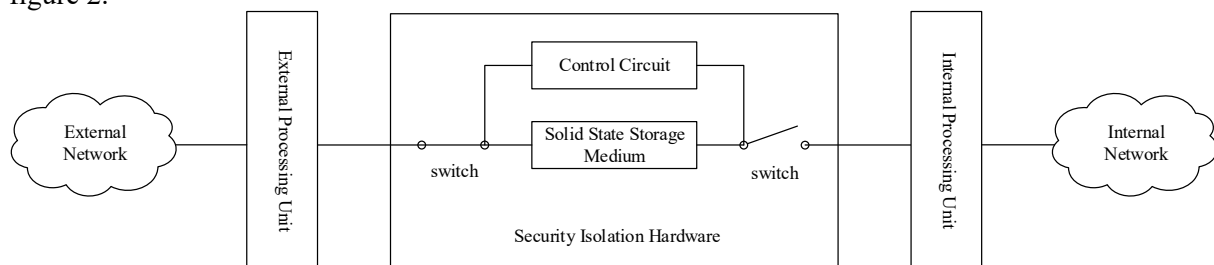 figure 2.
External
Network
External Processing Unit
Control Circuit
Solid State Storage
Medium
switch
switch
Security Isolation Hardware
Internal Processing Unit
Internal
Network